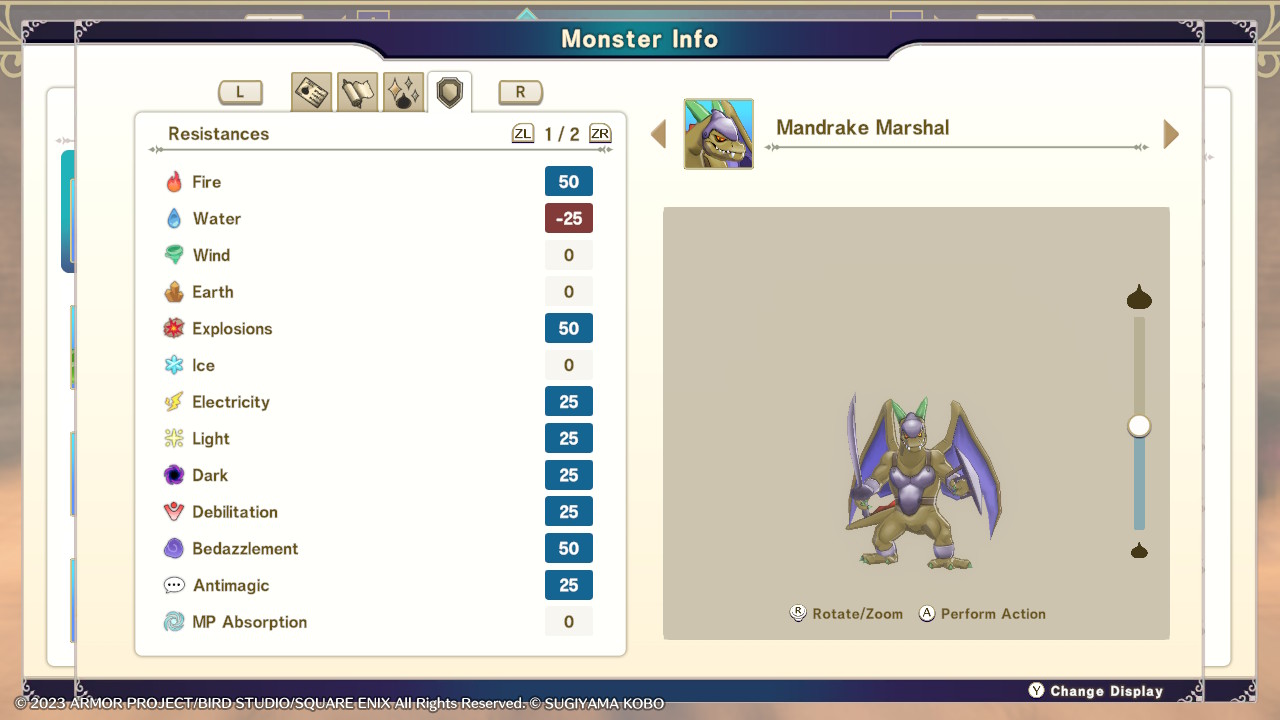 Monster Info
L
R
Resistances ZL 1 / 2 ZR
Fire 50
Water -25
Wind 0
Earth 0
Explosions 50
Ice 0
Electricity 25
Light 25
Dark 25
Debilitation 25
Bedazzlement 50
Antimagic 25
MP Absorption 0
Mandrake Marshal
R Rotate/Zoom A Perform Action
Y Change Display
© 2023 ARMOR PROJECT/BIRD STUDIO/SQUARE ENIX All Rights Reserved. © SUGIYAMA KOBO